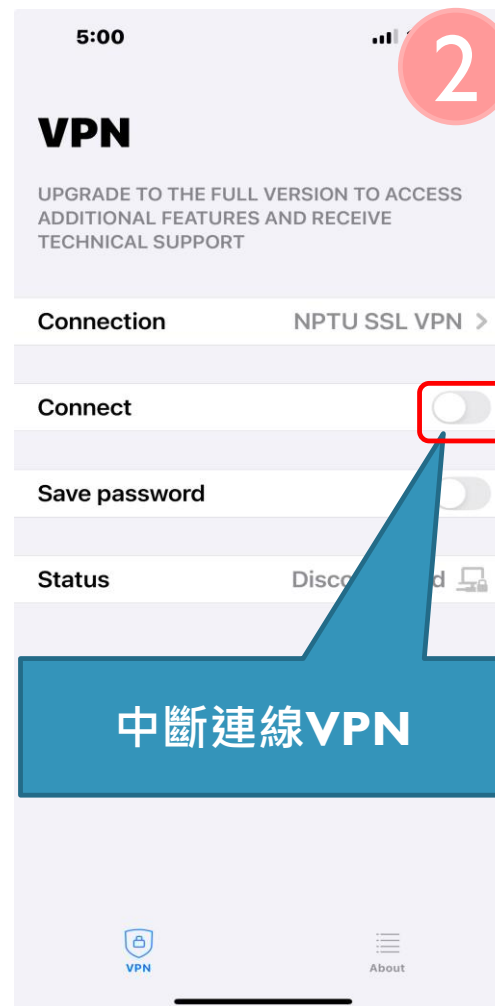 5:00
2
VPN
UPGRADE TO THE FULL VERSION TO ACCESS
ADDITIONAL FEATURES AND RECEIVE
TECHNICAL SUPPORT
Connection NPTU SSL VPN >
Connect
Save password
Status
中斷連線VPN
VPN
About